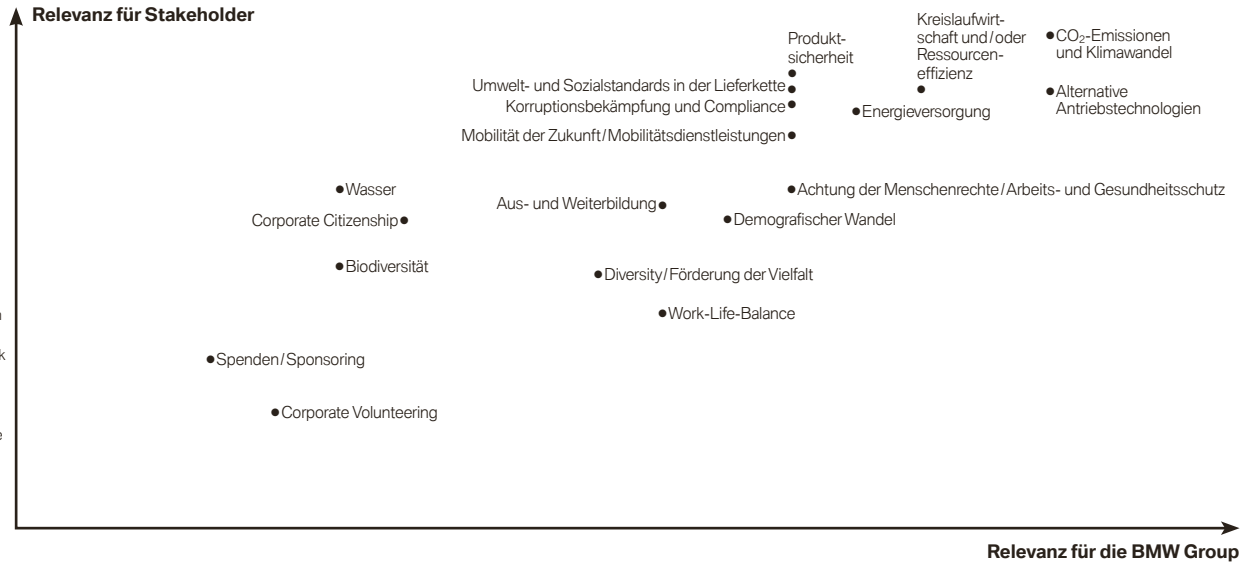 Relevanz für Stakeholder
Kreislaufwirt-
schaft und/oder
Ressourcen-
effizienz
CO₂-Emissionen
und Klimawandel
Produkt-
sicherheit
Umwelt- und Sozialstandards in der Lieferkette
Alternative
Antriebstechnologien
Korruptionsbekämpfung und Compliance
Energieversorgung
Mobilität der Zukunft/Mobilitätsdienstleistungen
Wasser
Achtung der Menschenrechte/Arbeits- und Gesundheitsschutz
Aus- und Weiterbildung
Corporate Citizenship
Demografischer Wandel
Biodiversität
Diversity/Förderung der Vielfalt
Work-Life-Balance
Spenden/Sponsoring
Corporate Volunteering
Relevanz für die BMW Group